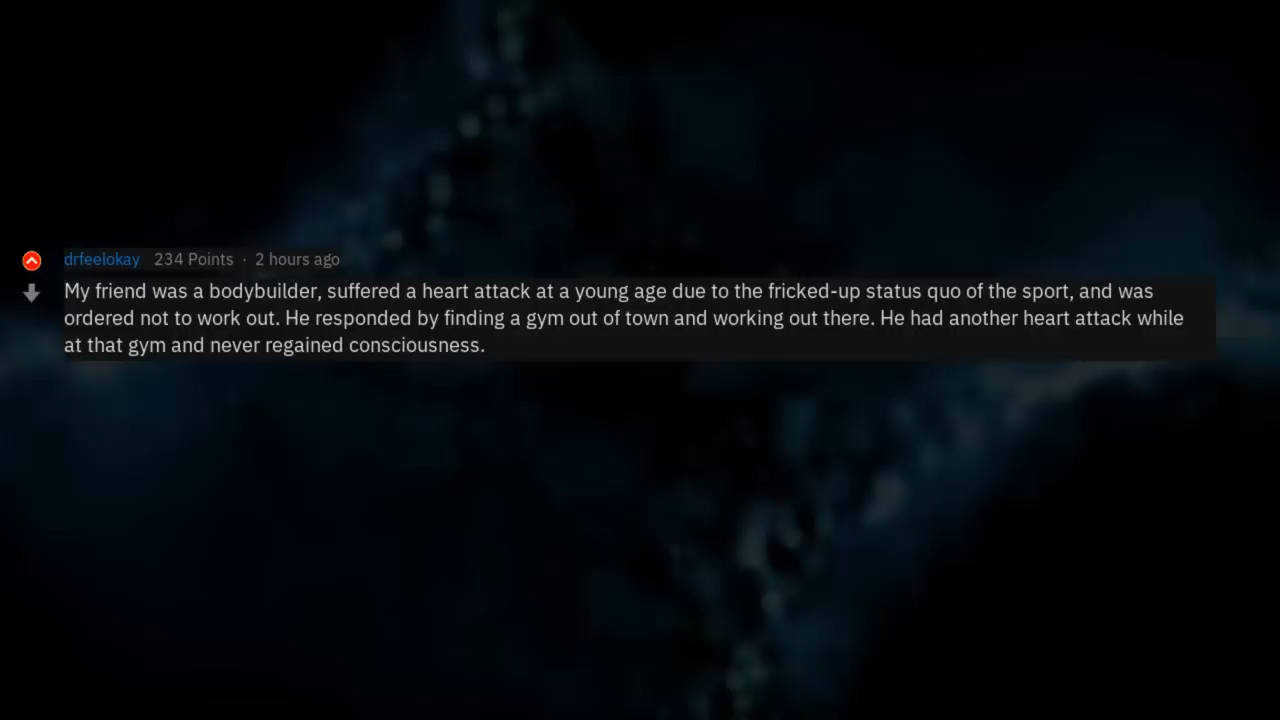 drfeelokay 234 Points · 2 hours ago
My friend was a bodybuilder, suffered a heart attack at a young age due to the fricked-up status quo of the sport, and was
ordered not to work out. He responded by finding a gym out of town and working out there. He had another heart attack while
at that gym and never regained consciousness.